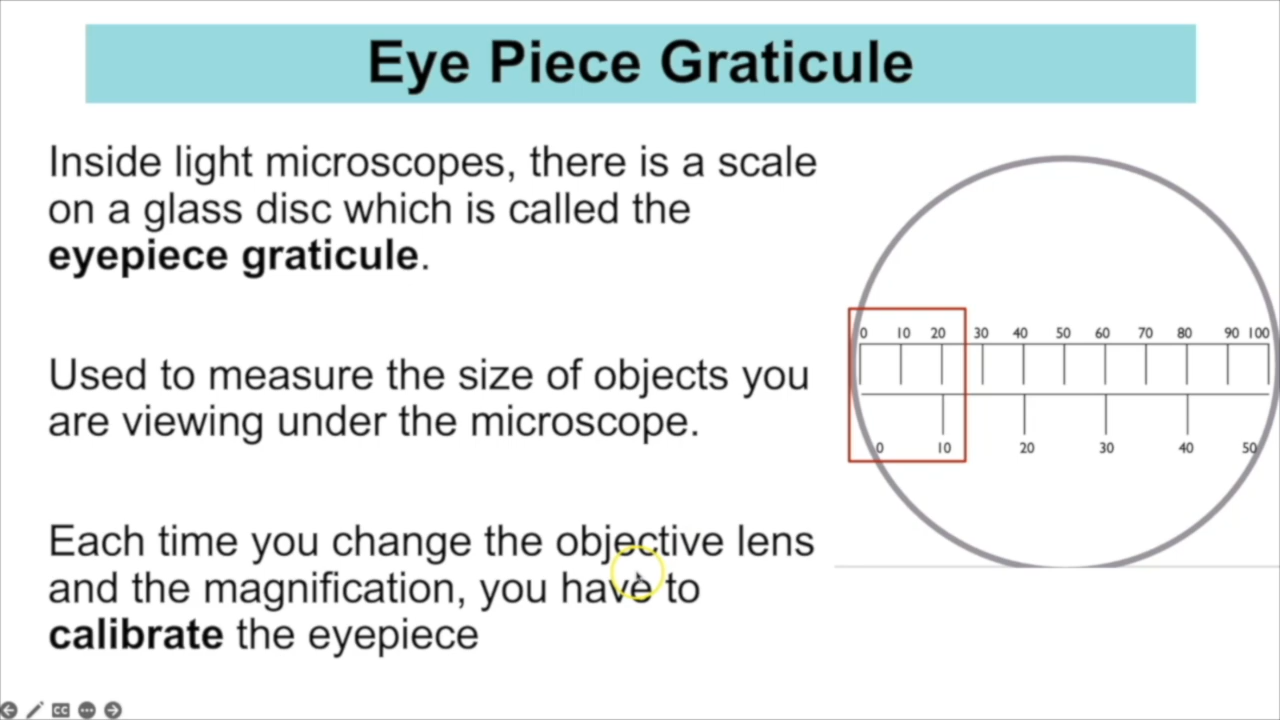 Eye Piece Graticule
Inside light microscopes, there is a scale
on a glass disc which is called the
eyepiece graticule.
Used to measure the size of objects you
are viewing under the microscope.
Each time you change the objective lens
and the magnification, you have to
calibrate the eyepiece
0 10 20 30 40 50 60 70 80 90 100
0 10 20 30 40 50
CC